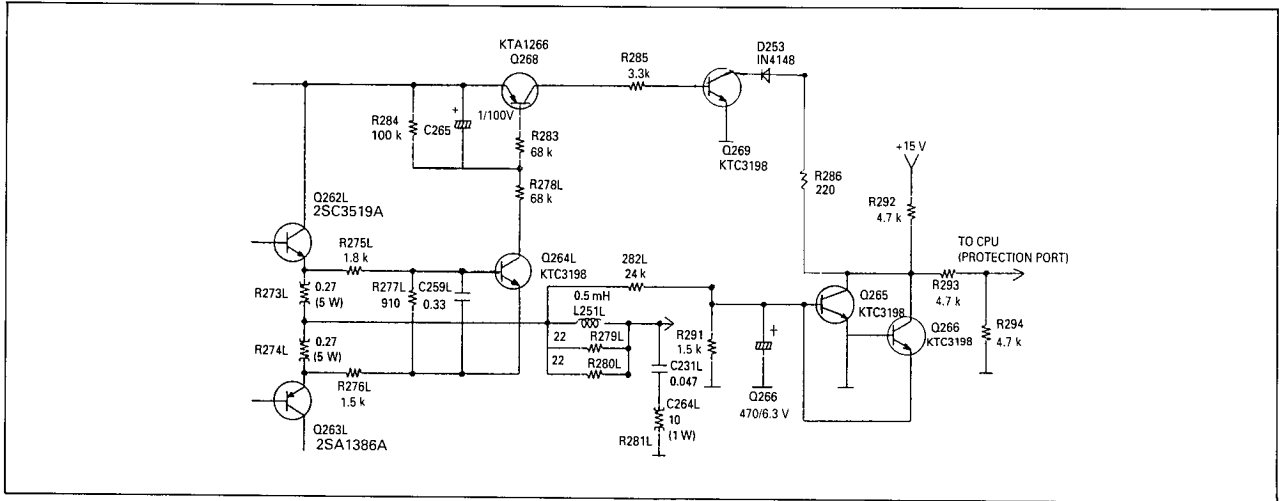 KTA1266
Q268
R285
3.3k
D253
IN4148
R284
100 k
C265
+
1/100V
R283
68 k
Q269
KTC3198
+15 V
R286
220
R278L
68 k
R292
4.7 k
Q262L
2SC3519A
R275L
1.8 k
Q264L
KTC3198
282L
24 k
TO CPU
(PROTECTION PORT)
R273L
0.27
(5 W)
R277L
910
C259L
0.33
0.5 mH
L251L
Q265
KTC3198
R293
4.7 k
R274L
0.27
(5 W)
22
R279L
22
R280L
R291
1.5 k
+
Q266
KTC3198
R294
4.7 k
R276L
1.5 k
C231L
0.047
Q266
470/6.3 V
Q263L
2SA1386A
C264L
10
(1 W)
R281L